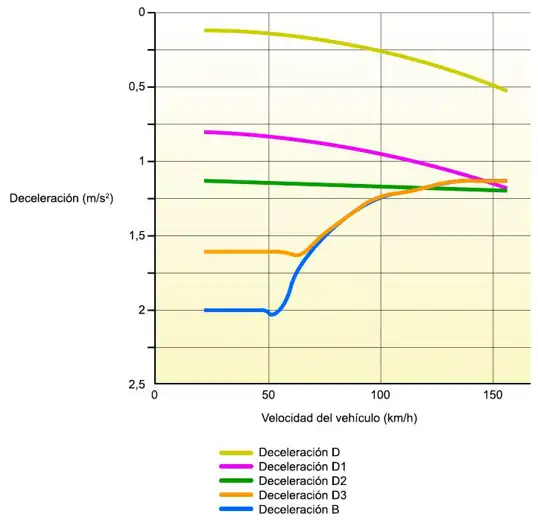 0
0,5
1
Deceleración (m/s²)
1,5
2
2,5
0 50 100 150
Velocidad del vehículo (km/h)
Deceleración D
Deceleración D1
Deceleración D2
Deceleración D3
Deceleración B